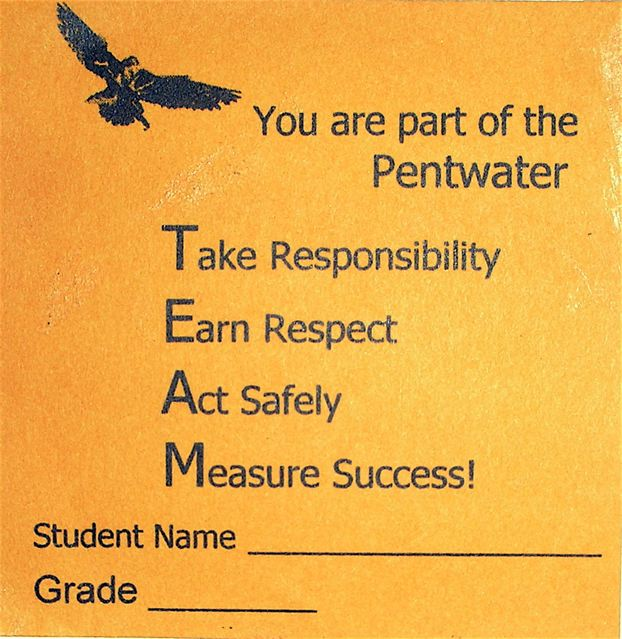 You are part of the
Pentwater
Take Responsibility
Earn Respect
Act Safely
Measure Success!
Student Name
Grade